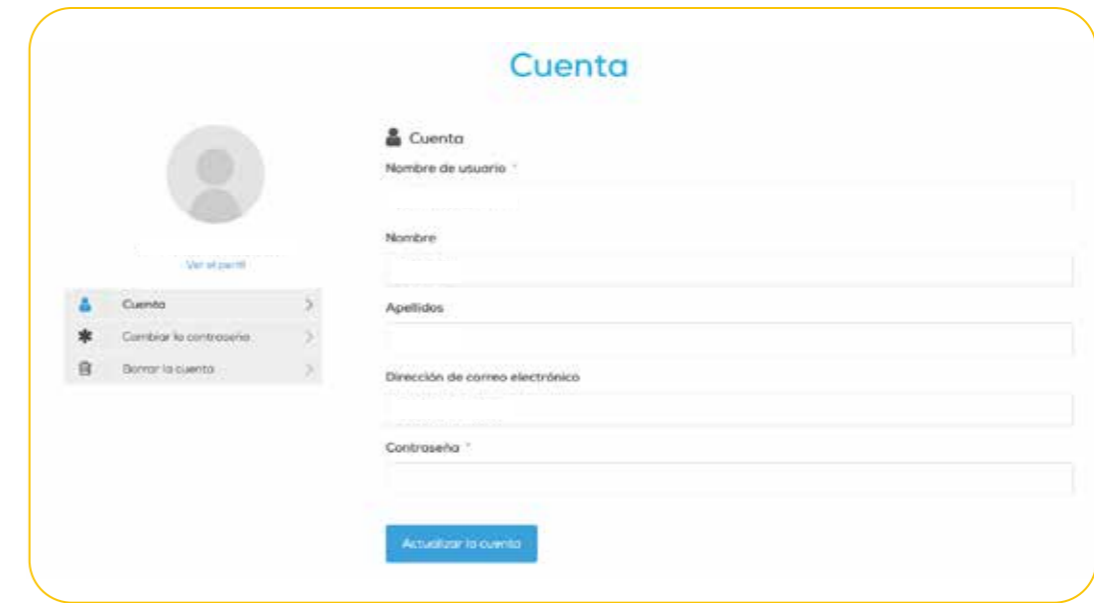 Cuenta
Ver el perfil
Cuenta
Cambiar la contraseña
Borrar la cuenta
Cuenta
Nombre de usuario *
Nombre
Apellidos
Dirección de correo electrónico
Contraseña *
Actualizar la cuenta